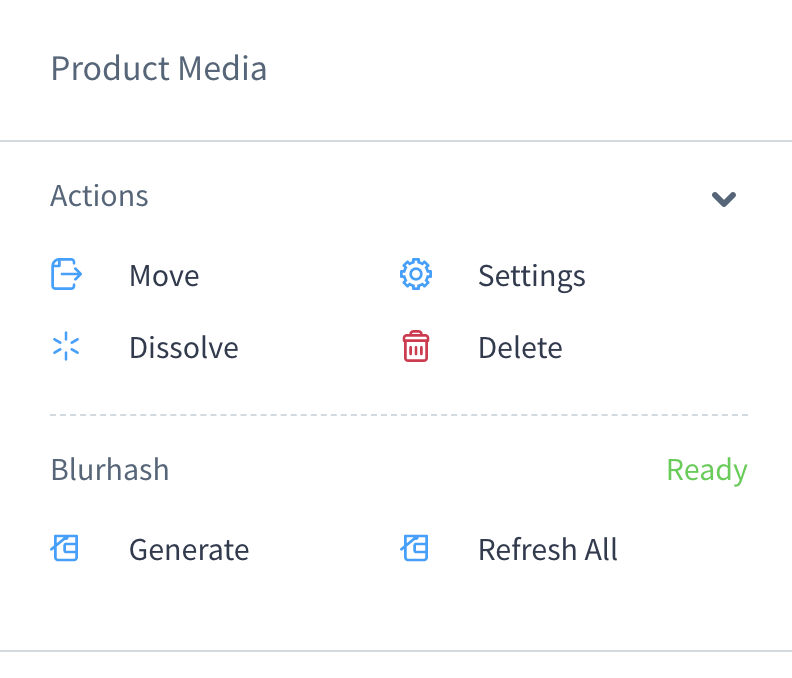 Product Media
Actions
Move
Settings
Dissolve
Delete
Blurhash
Ready
Generate
Refresh All